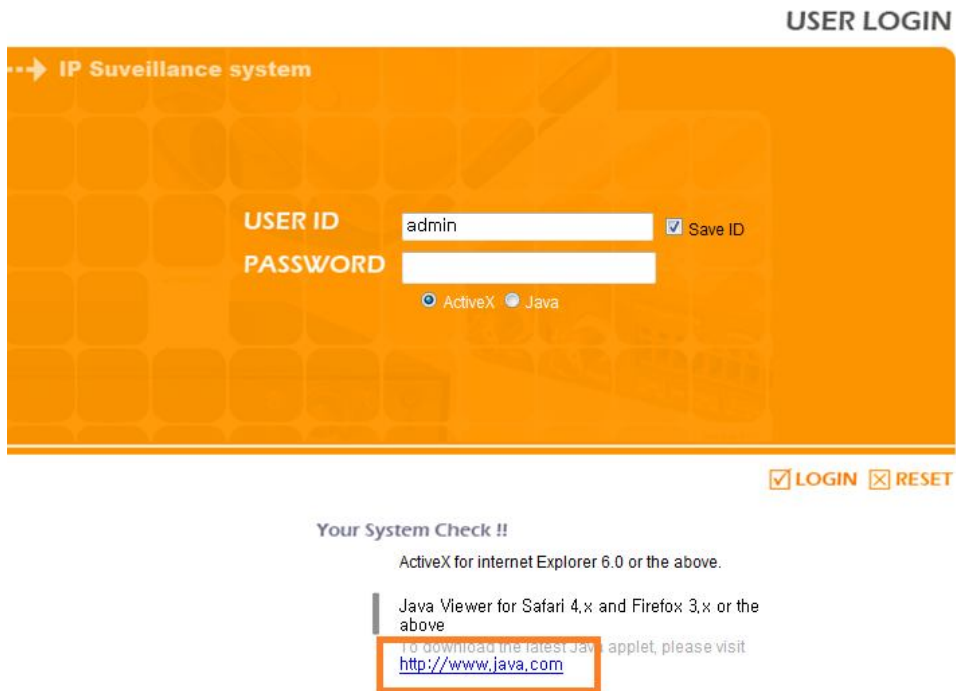 USER LOGIN
IP Suveillance system
USER ID
admin
Save ID
PASSWORD
ActiveX
Java
LOGIN
RESET
Your System Check !!
ActiveX for internet Explorer 6.0 or the above.
Java Viewer for Safari 4.x and Firefox 3.x or the
above
To download the latest Java applet, please visit
http://www.java.com